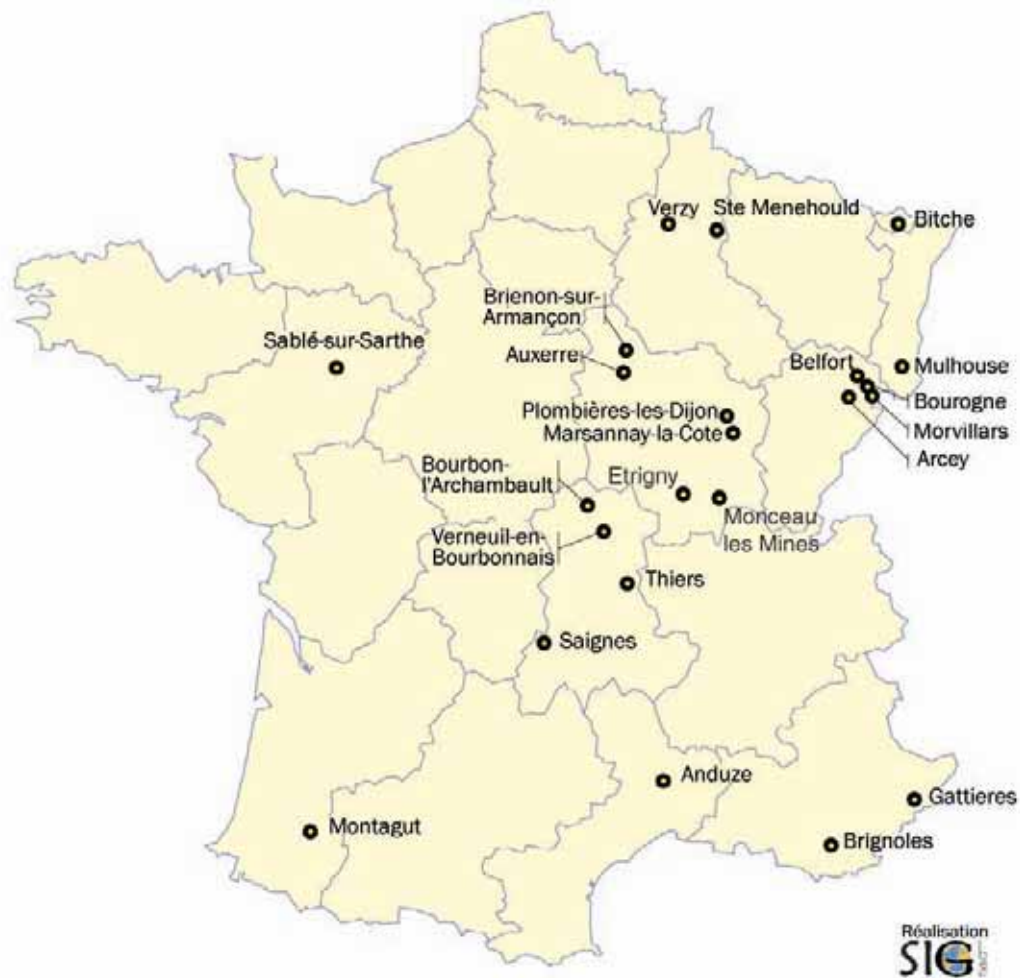 Verzy
Ste Menehould
Bitche
Brienon-sur-
Armançon
Sablé-sur-Sarthe
Auxerre
Belfort
Mulhouse
Bourogne
Plombières-les-Dijon
Marsannay-la-Cote
Morvillars
Arcey
Bourbon-
l'Archambault
Etrigny
Monceau
les Mines
Verneuil-en-
Bourbonnais
Thiers
Saignes
Anduze
Gattieres
Montagut
Brignoles
Réalisation
SIG